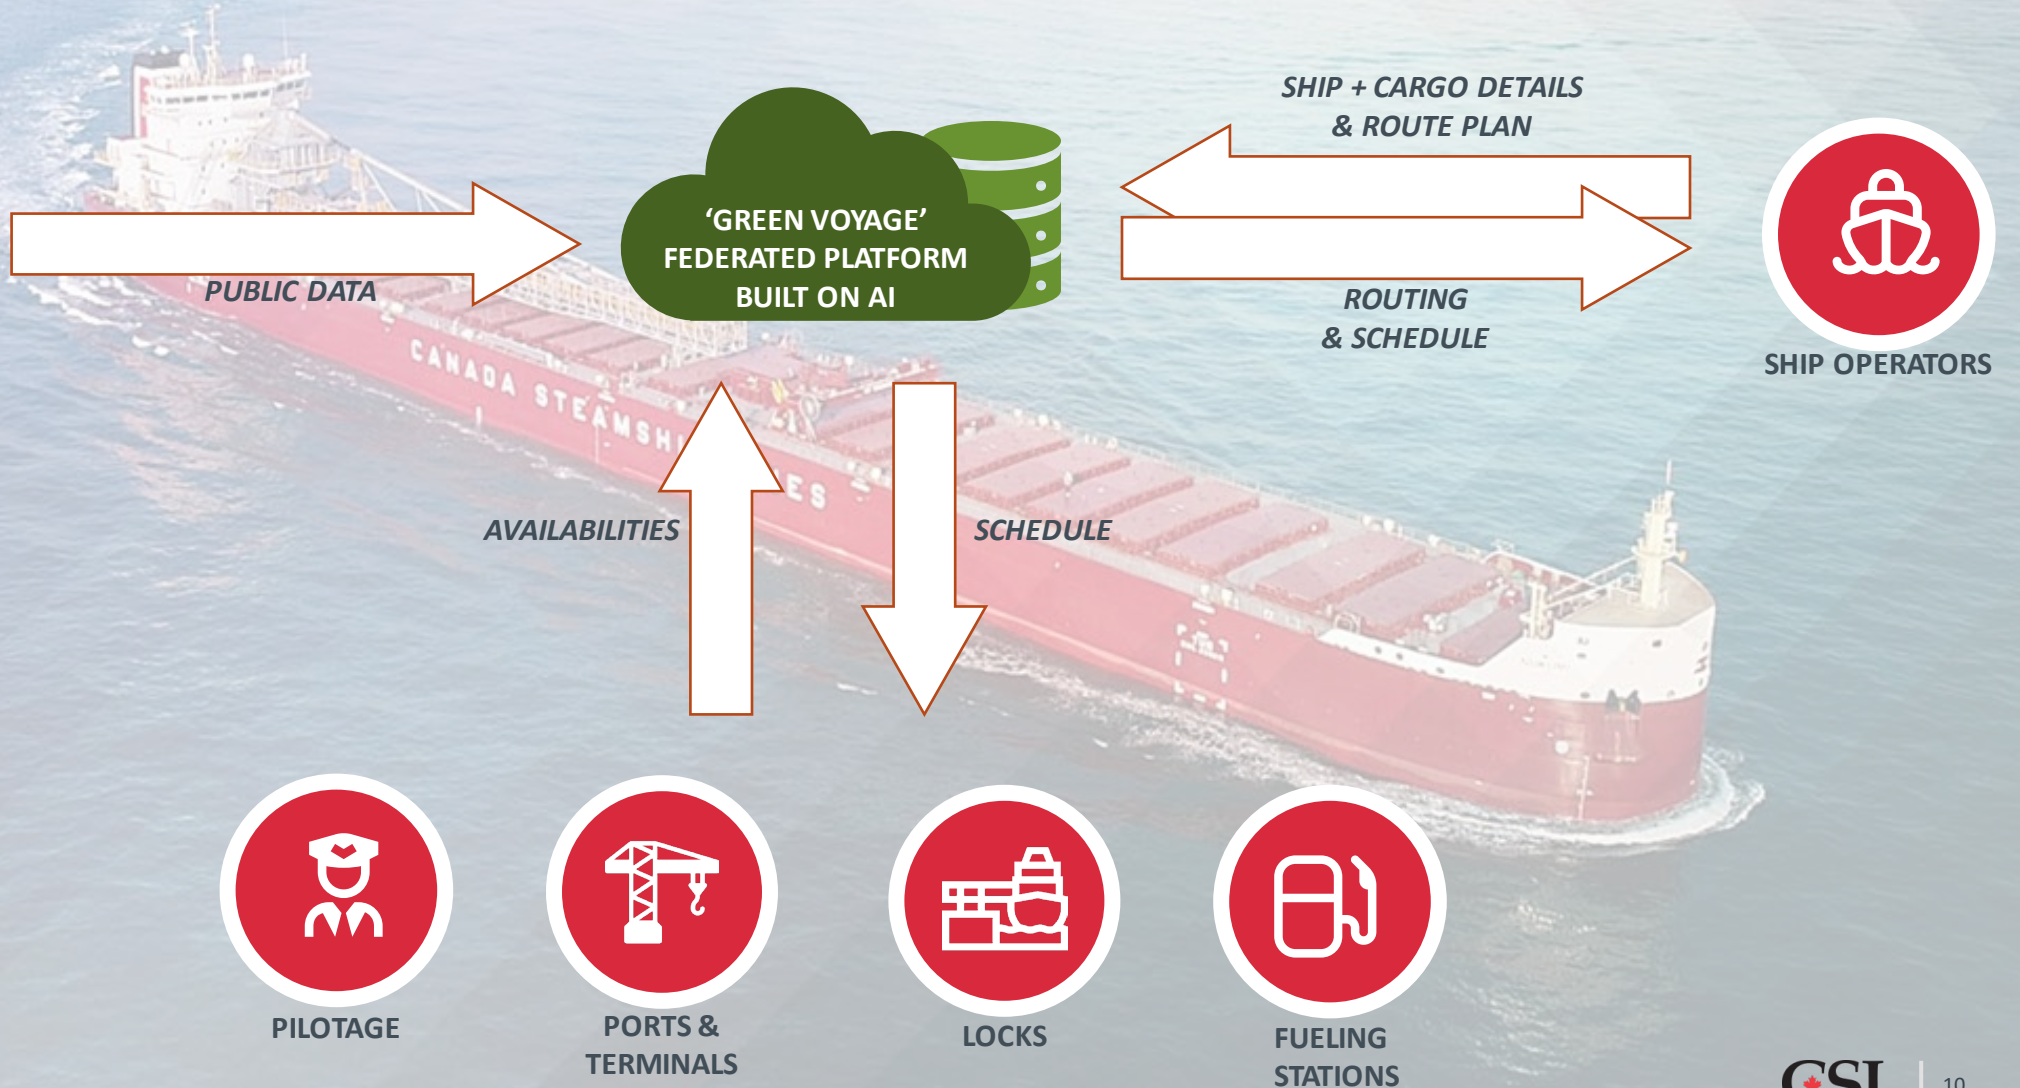 SHIP + CARGO DETAILS
& ROUTE PLAN
'GREEN VOYAGE'
FEDERATED PLATFORM
BUILT ON AI
PUBLIC DATA
ROUTING
& SCHEDULE
SHIP OPERATORS
CANADA STEAMSHI ES
AVAILABILITIES
SCHEDULE
PILOTAGE
PORTS &
TERMINALS
LOCKS
FUELING
STATIONS
CSL
10